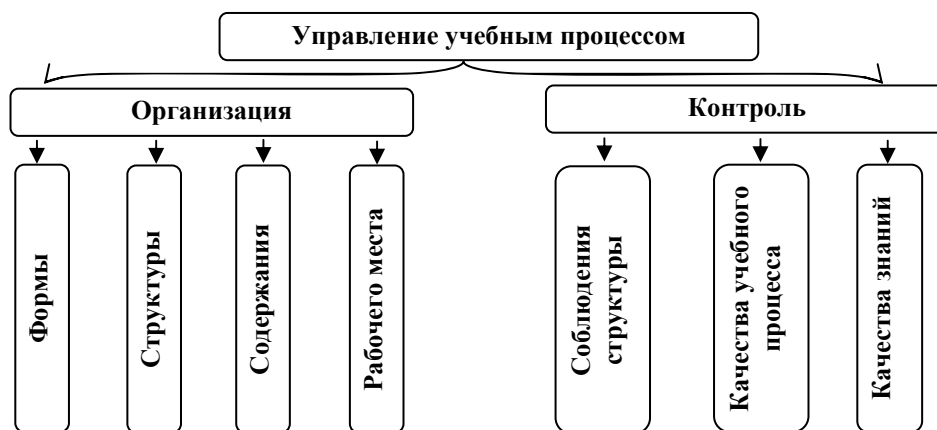 Управление учебным процессом
Организация
Контроль
Формы
Структуры
Содержания
Рабочего места
Соблюдения
структуры
Качества учебного
процесса
Качества знаний